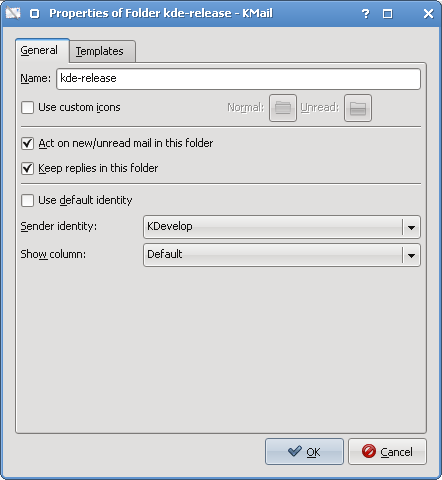 Properties of Folder kde-release - KMail
General Templates
Name: kde-release
Use custom icons Normal: Unread:
Act on new/unread mail in this folder
Keep replies in this folder
Use default identity
Sender identity: KDevelop
Show column: Default
OK Cancel